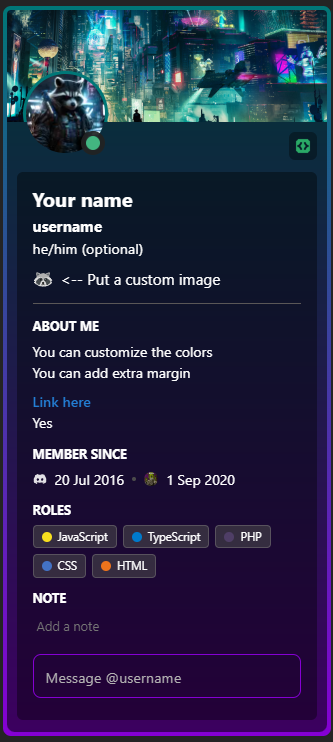 Your name
username
he/him (optional)
<-- Put a custom image
ABOUT ME
You can customize the colors
You can add extra margin
Link here
Yes
MEMBER SINCE
20 Jul 2016 • 1 Sep 2020
ROLES
JavaScript TypeScript PHP
CSS HTML
NOTE
Add a note
Message @username